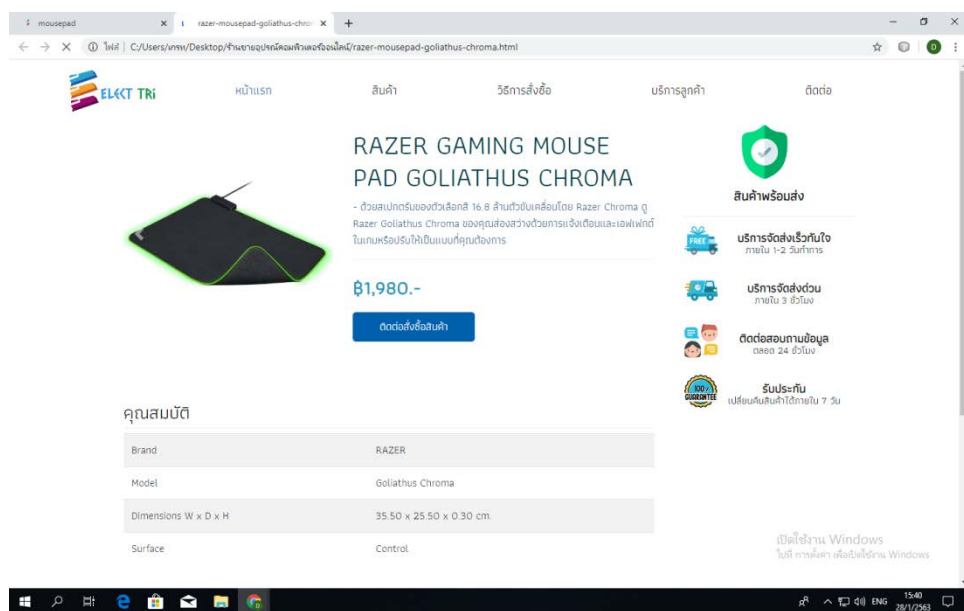 mousepad
razer-mousepad-goliathus-chro
ไฟล์ | C:/Users/เกรท/Desktop/ร้านขายอุปรณ์คอมพิวเตอร์ออนไลน์/razer-mousepad-goliathus-chroma.html
ELECT TRi
หน้าแรก
สินค้า
วิธีการสั่งซื้อ
บริการลูกค้า
ติดต่อ
RAZER GAMING MOUSE
PAD GOLIATHUS CHROMA
- ด้วยสเปกตรัมของตัวเลือกสี 16.8 ล้านตัวขับเคลื่อนโดย Razer Chroma ดู
Razer Goliathus Chroma ของคุณส่องสว่างด้วยการแจ้งเตือนและเอฟเฟกต์
ในเกมหรือปรับให้เป็นแบบที่คุณต้องการ
฿1,980.-
ติดต่อสั่งซื้อสินค้า
สินค้าพร้อมส่ง
FREE
บริการจัดส่งเร็วทันใจ
ภายใน 1-2 วันทำการ
บริการจัดส่งด่วน
ภายใน 3 ชั่วโมง
ติดต่อสอบถามข้อมูล
ตลอด 24 ชั่วโมง
100%
GUARANTEE
รับประกัน
เปลี่ยนคืนสินค้าได้ภายใน 7 วัน
คุณสมบัติ
Brand RAZER
Model Goliathus Chroma
Dimensions W x D x H 35.50 x 25.50 x 0.30 cm.
Surface Control
เปิดใช้งาน Windows
ไปที่ การตั้งค่า เพื่อเปิดใช้งาน Windows
ENG
15:40
28/1/2563